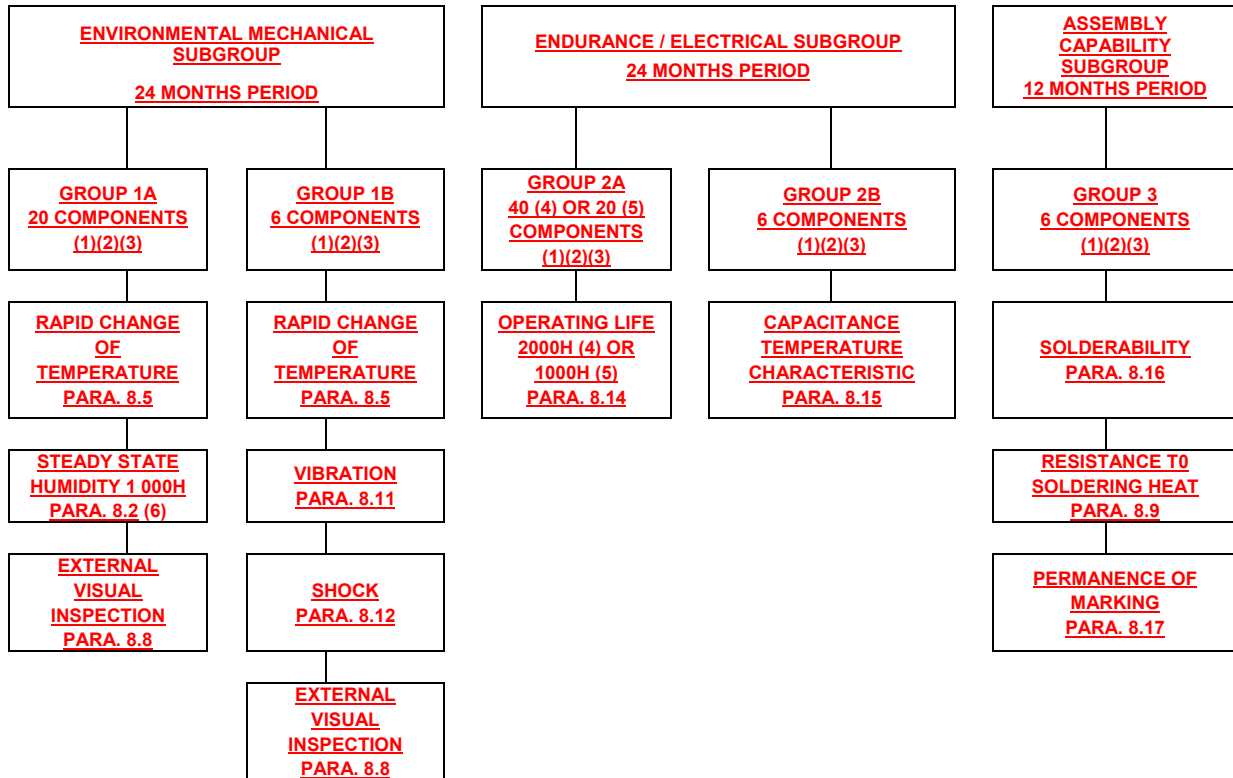 ENVIRONMENTAL MECHANICAL
SUBGROUP
24 MONTHS PERIOD
ENDURANCE / ELECTRICAL SUBGROUP
24 MONTHS PERIOD
ASSEMBLY
CAPABILITY
SUBGROUP
12 MONTHS PERIOD
GROUP 1A
20 COMPONENTS
(1)(2)(3)
GROUP 1B
6 COMPONENTS
(1)(2)(3)
GROUP 2A
40 (4) OR 20 (5)
COMPONENTS
(1)(2)(3)
GROUP 2B
6 COMPONENTS
(1)(2)(3)
GROUP 3
6 COMPONENTS
(1)(2)(3)
RAPID CHANGE
OF
TEMPERATURE
PARA. 8.5
RAPID CHANGE
OF
TEMPERATURE
PARA. 8.5
OPERATING LIFE
2000H (4) OR
1000H (5)
PARA. 8.14
CAPACITANCE
TEMPERATURE
CHARACTERISTIC
PARA. 8.15
SOLDERABILITY
PARA. 8.16
STEADY STATE
HUMIDITY 1 000H
PARA. 8.2 (6)
VIBRATION
PARA. 8.11
RESISTANCE T0
SOLDERING HEAT
PARA. 8.9
EXTERNAL
VISUAL
INSPECTION
PARA. 8.8
SHOCK
PARA. 8.12
PERMANENCE OF
MARKING
PARA. 8.17
EXTERNAL
VISUAL
INSPECTION
PARA. 8.8